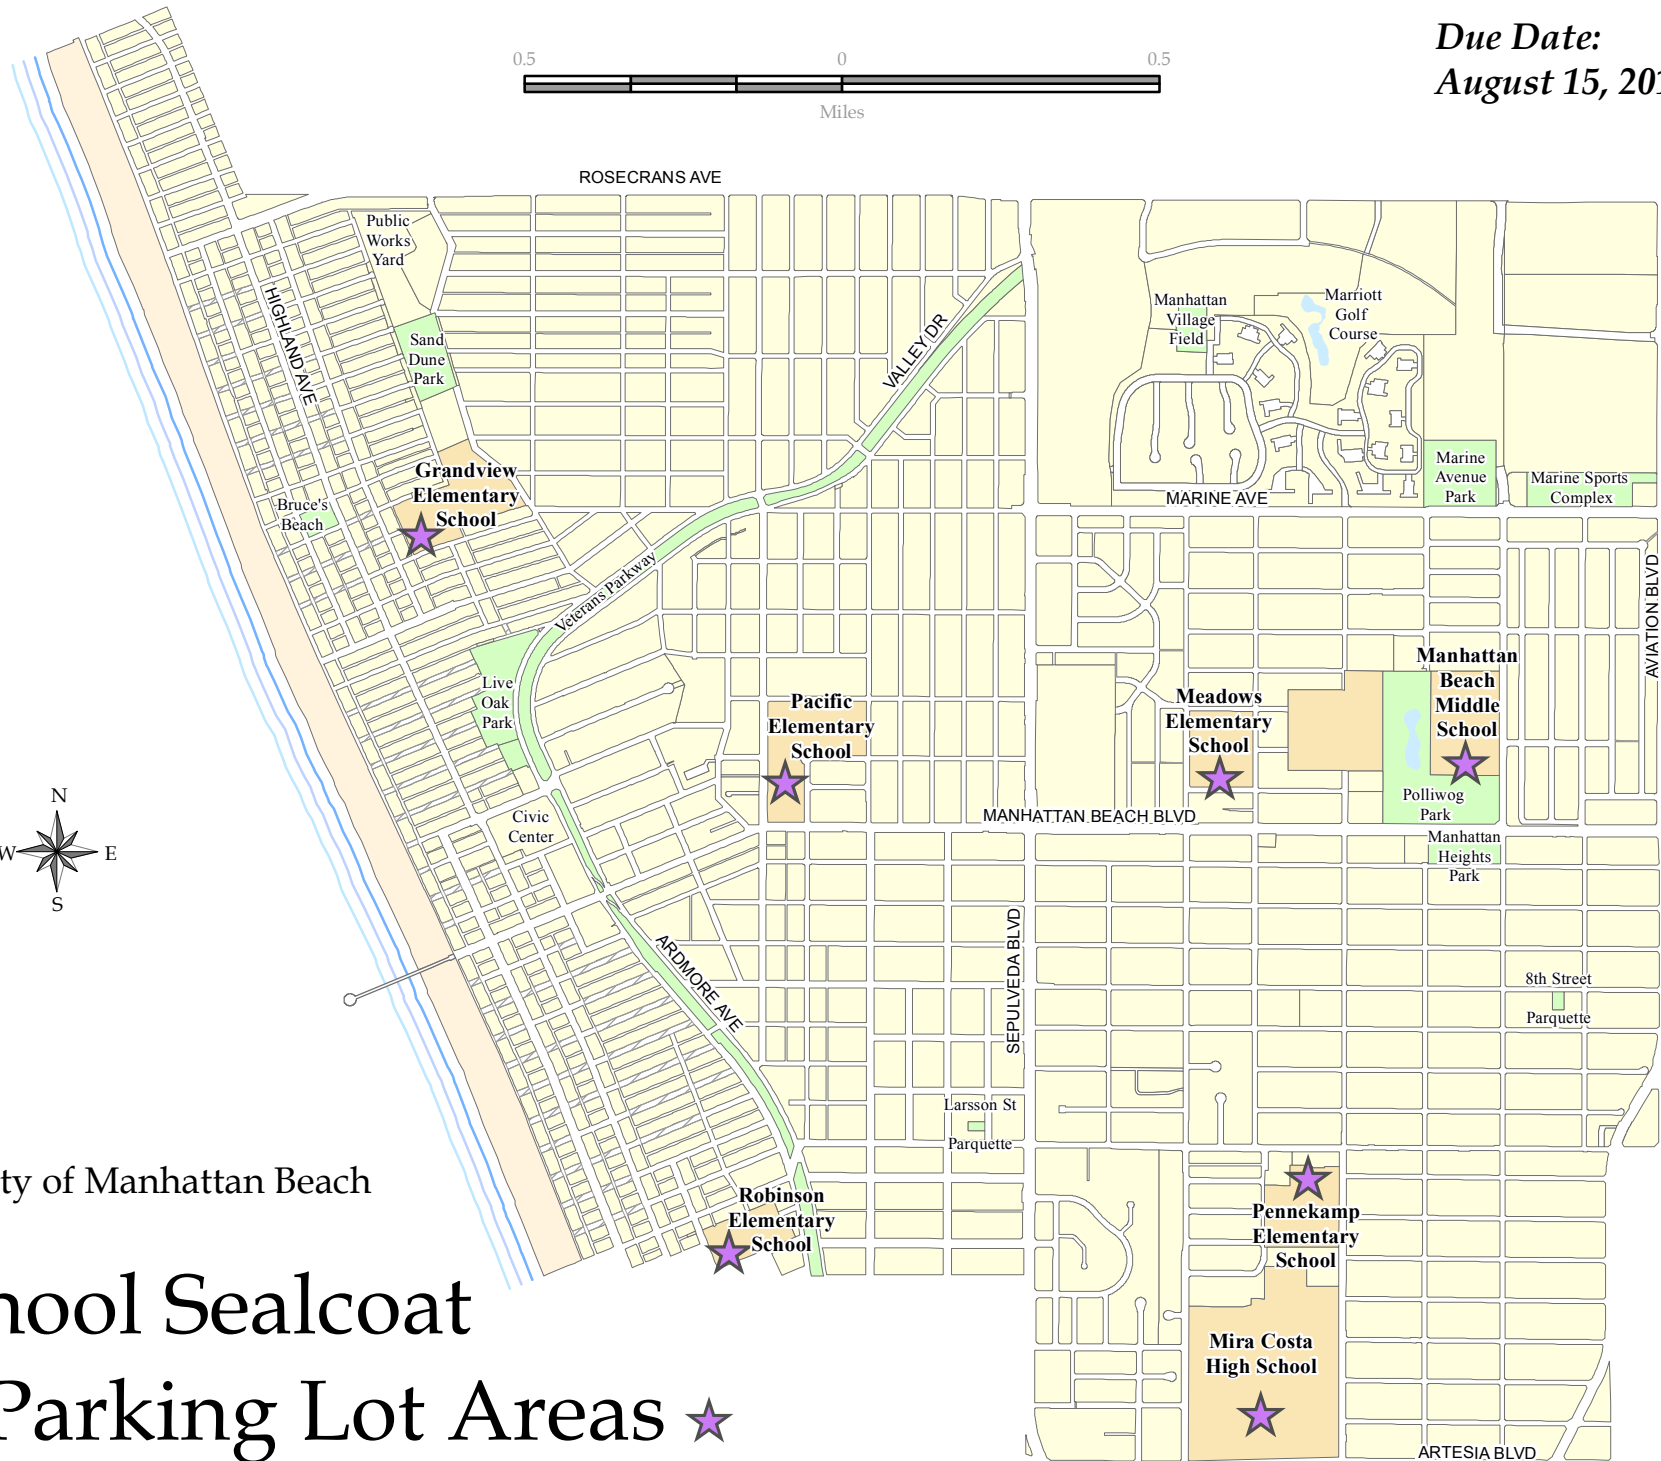 Due Date:
August 15, 201
0.5 0 0.5
Miles
ROSECRANS AVE
Public
Works
Yard
HIGHLAND AVE
Sand
Dune
Park
VALLEY DR
Manhattan
Village
Field
Marriott
Golf
Course
Grandview
Elementary
School
Bruce's
Beach
MARINE AVE
Marine
Avenue
Park
Marine Sports
Complex
Veterans Parkway
AVIATION BLVD
Live
Oak
Park
Pacific
Elementary
School
Meadows
Elementary
School
Manhattan
Beach
Middle
School
Polliwog
Park
MANHATTAN BEACH BLVD
Manhattan
Heights
Park
Civic
Center
N
W E
S
ARDMORE AVE
SEPULVEDA BLVD
8th Street
Parquette
Larsson St
Parquette
ty of Manhattan Beach
Robinson
Elementary
School
Pennekamp
Elementary
School
hool Sealcoat
Parking Lot Areas
Mira Costa
High School
ARTESIA BLVD